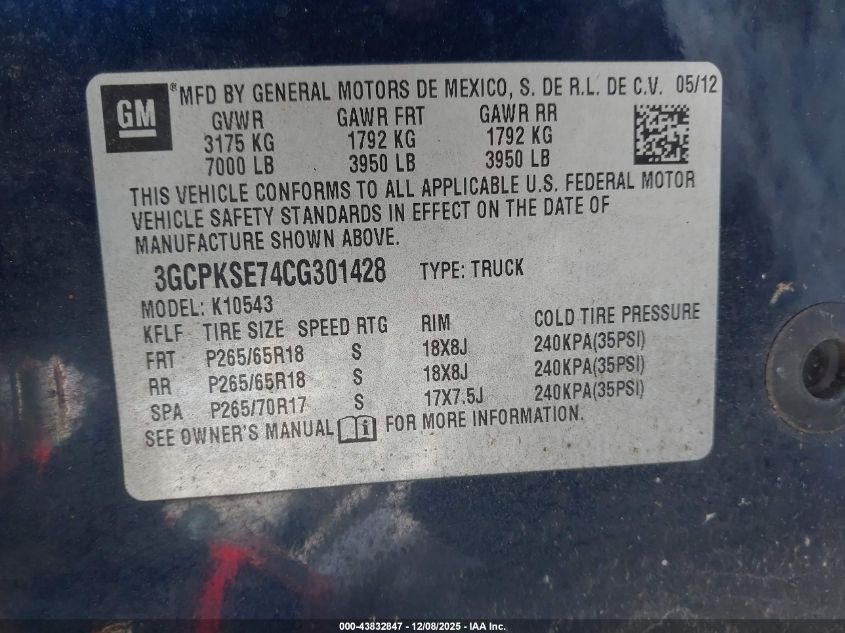 GM ® MFD BY GENERAL MOTORS DE MEXICO, S. DE R.L. DE C.V. 05/12
GVWR GAWR FRT GAWR RR
3175 KG 1792 KG 1792 KG
7000 LB 3950 LB 3950 LB
THIS VEHICLE CONFORMS TO ALL APPLICABLE U.S. FEDERAL MOTOR
VEHICLE SAFETY STANDARDS IN EFFECT ON THE DATE OF
MANUFACTURE SHOWN ABOVE.
3GCPKSE74CG301428 TYPE: TRUCK
MODEL: K10543
KFLF TIRE SIZE SPEED RTG RIM COLD TIRE PRESSURE
FRT P265/65R18 S 18X8J 240KPA(35PSI)
RR P265/65R18 S 18X8J 240KPA(35PSI)
SPA P265/70R17 S 17X7.5J 240KPA(35PSI)
SEE OWNER'S MANUAL i FOR MORE INFORMATION.
000-43832847 - 12/08/2025 - IAA Inc.